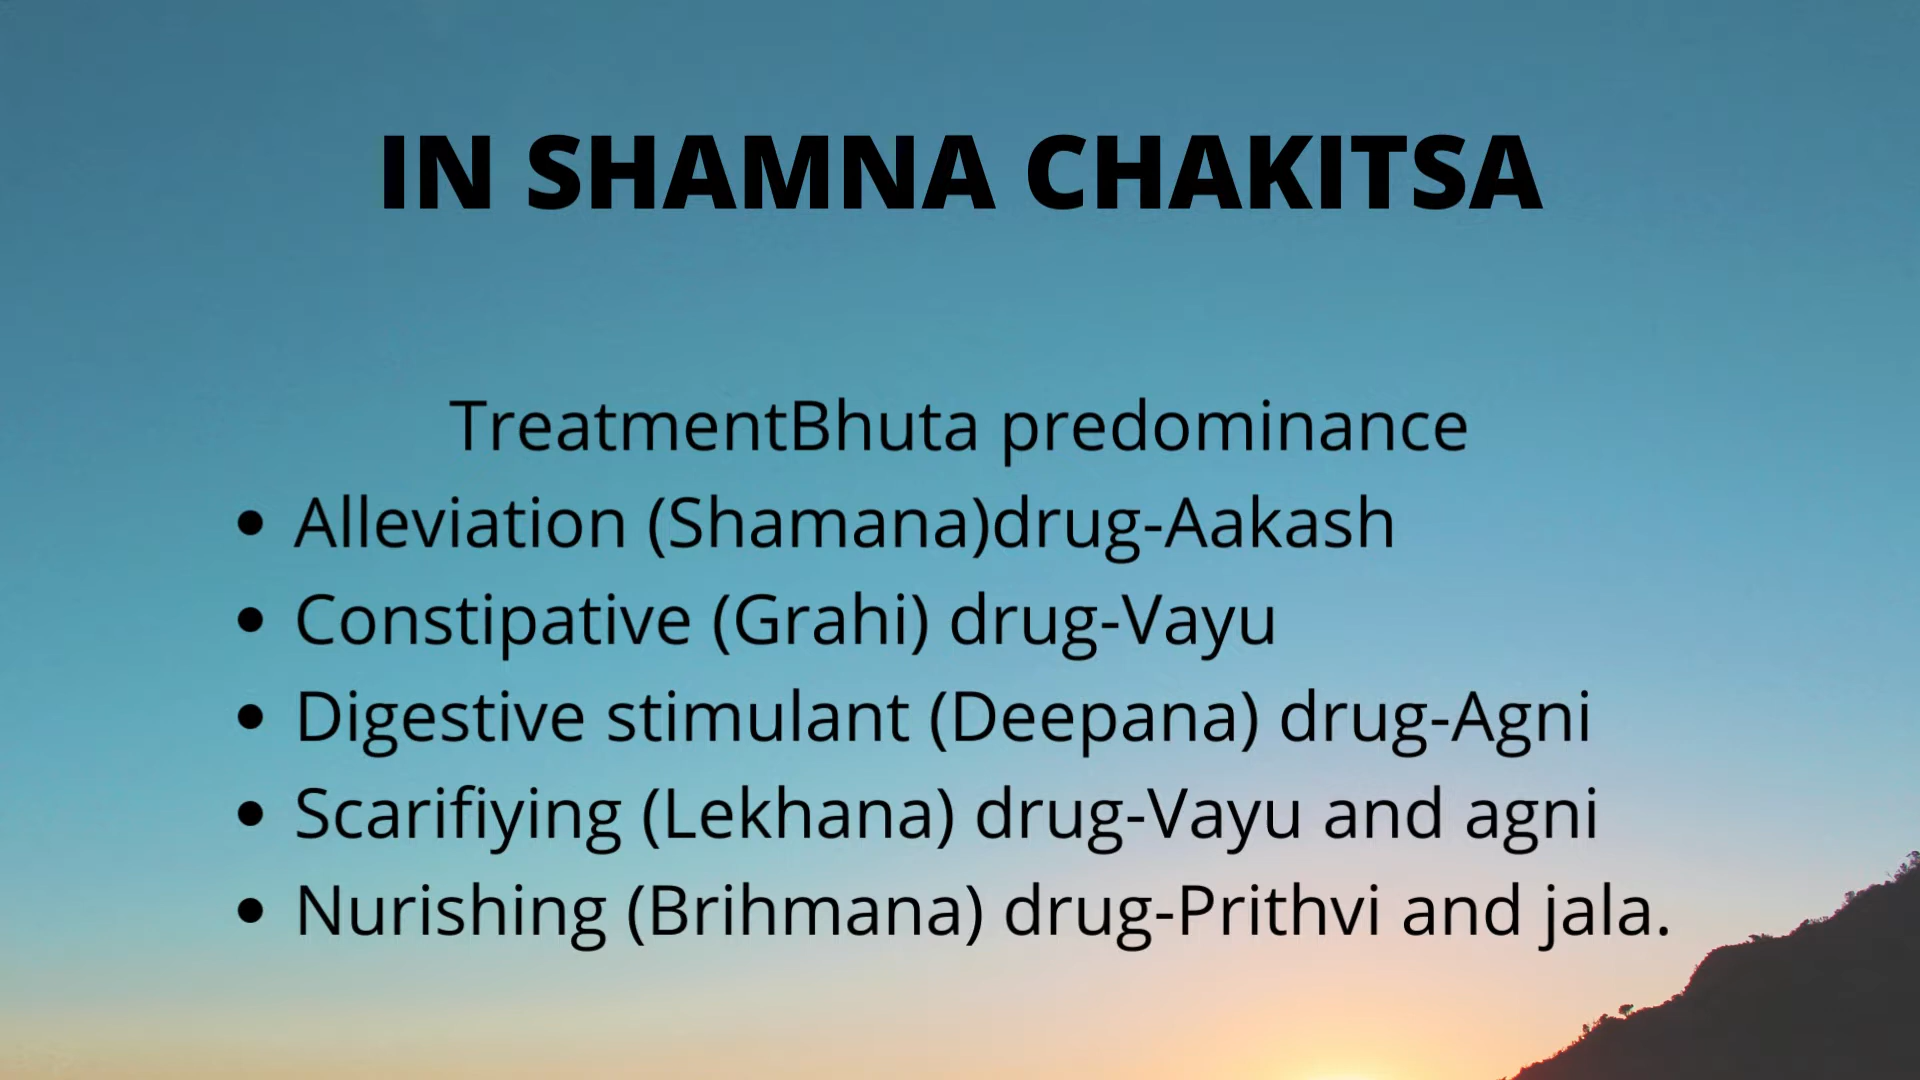 IN SHAMNA CHAKITSA
TreatmentBhuta predominance
• Alleviation (Shamana)drug-Aakash
• Constipative (Grahi) drug-Vayu
• Digestive stimulant (Deepana) drug-Agni
• Scarifiying (Lekhana) drug-Vayu and agni
• Nurishing (Brihmana) drug-Prithvi and jala.